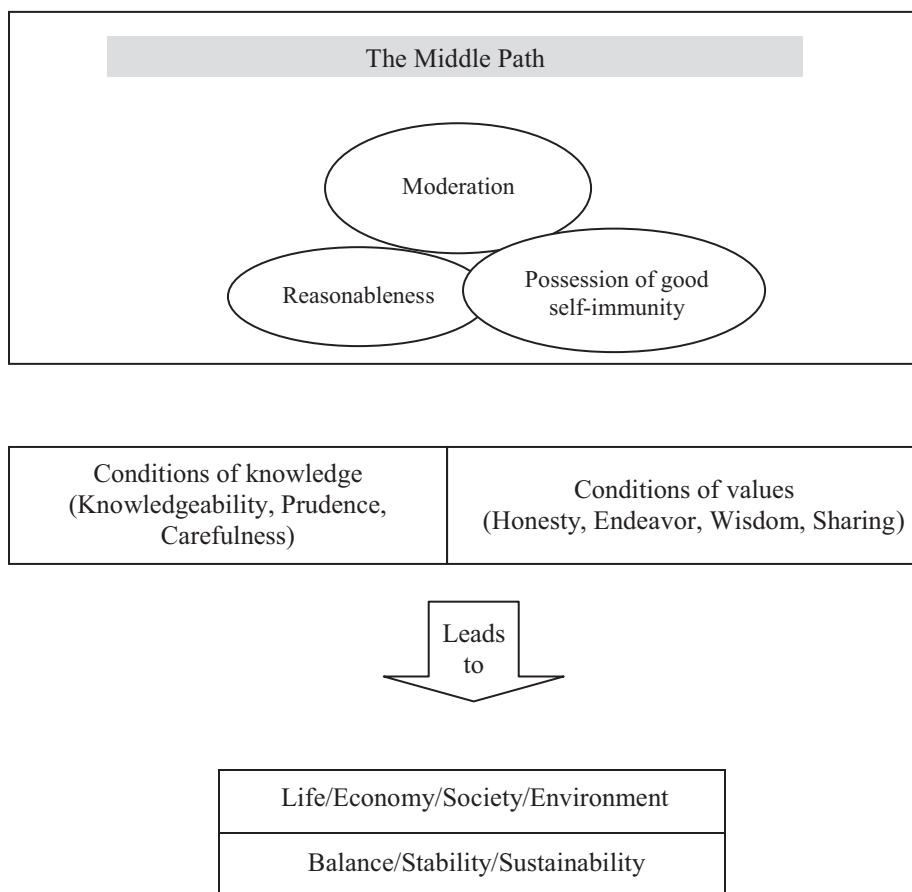 The Middle Path
Moderation
Reasonableness
Possession of good
self-immunity
Conditions of knowledge
(Knowledgeability, Prudence,
Carefulness)
Conditions of values
(Honesty, Endeavor, Wisdom, Sharing)
Leads
to
Life/Economy/Society/Environment
Balance/Stability/Sustainability